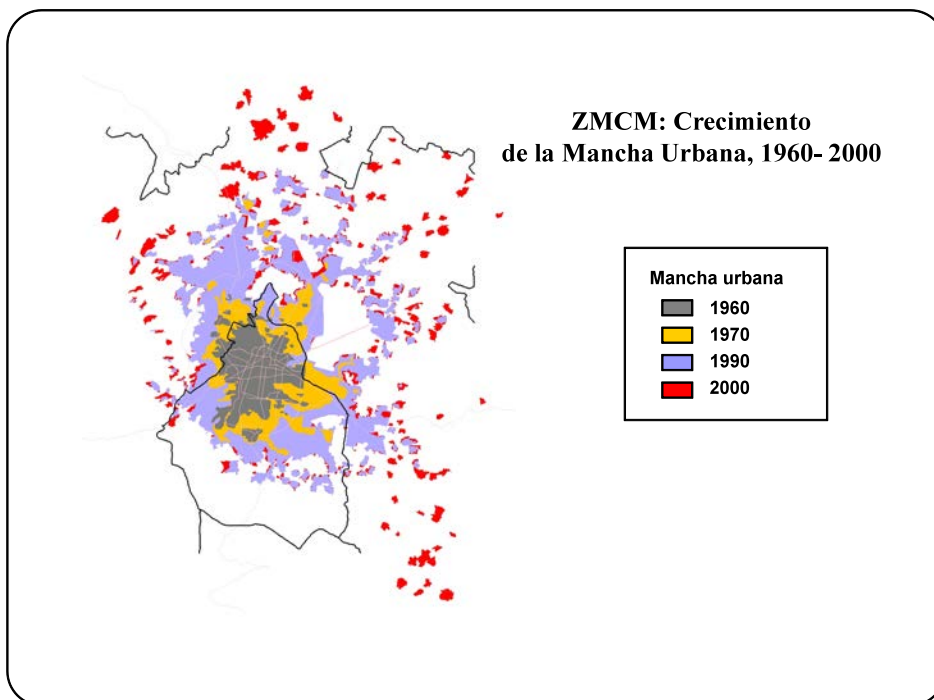 ZMCM: Crecimiento
de la Mancha Urbana, 1960- 2000
Mancha urbana
1960
1970
1990
2000